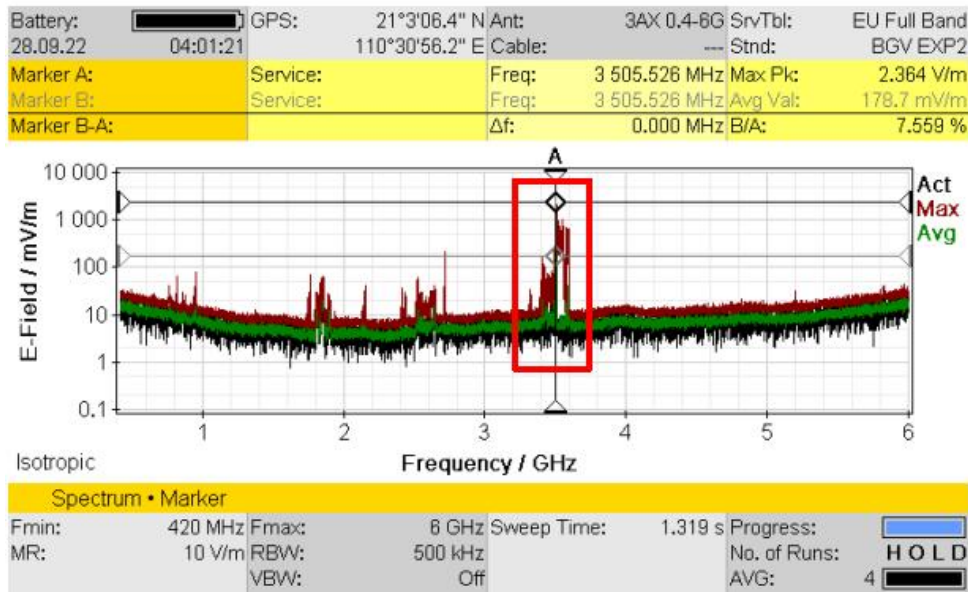 Battery: GPS: 21°3'06.4" N Ant: 3AX 0.4-6G SrvTbl: EU Full Band
28.09.22 04:01:21 110°30'56.2" E Cable: --- Stnd: BGV EXP2
Marker A: Service: Freq: 3 505.526 MHz Max Pk: 2.364 V/m
Marker B: Service: Freq: 3 505.526 MHz Avg Val: 178.7 mV/m
Marker B-A: Δf: 0.000 MHz B/A: 7.559 %
A
10 000
1 000
100
10
1
0.1
E-Field / mV/m
Act
Max
Avg
1 2 3 4 5 6
Isotropic Frequency / GHz
Spectrum • Marker
Fmin: 420 MHz Fmax: 6 GHz Sweep Time: 1.319 s Progress:
MR: 10 V/m RBW: 500 kHz No. of Runs: HOLD
VBW: Off AVG: 4